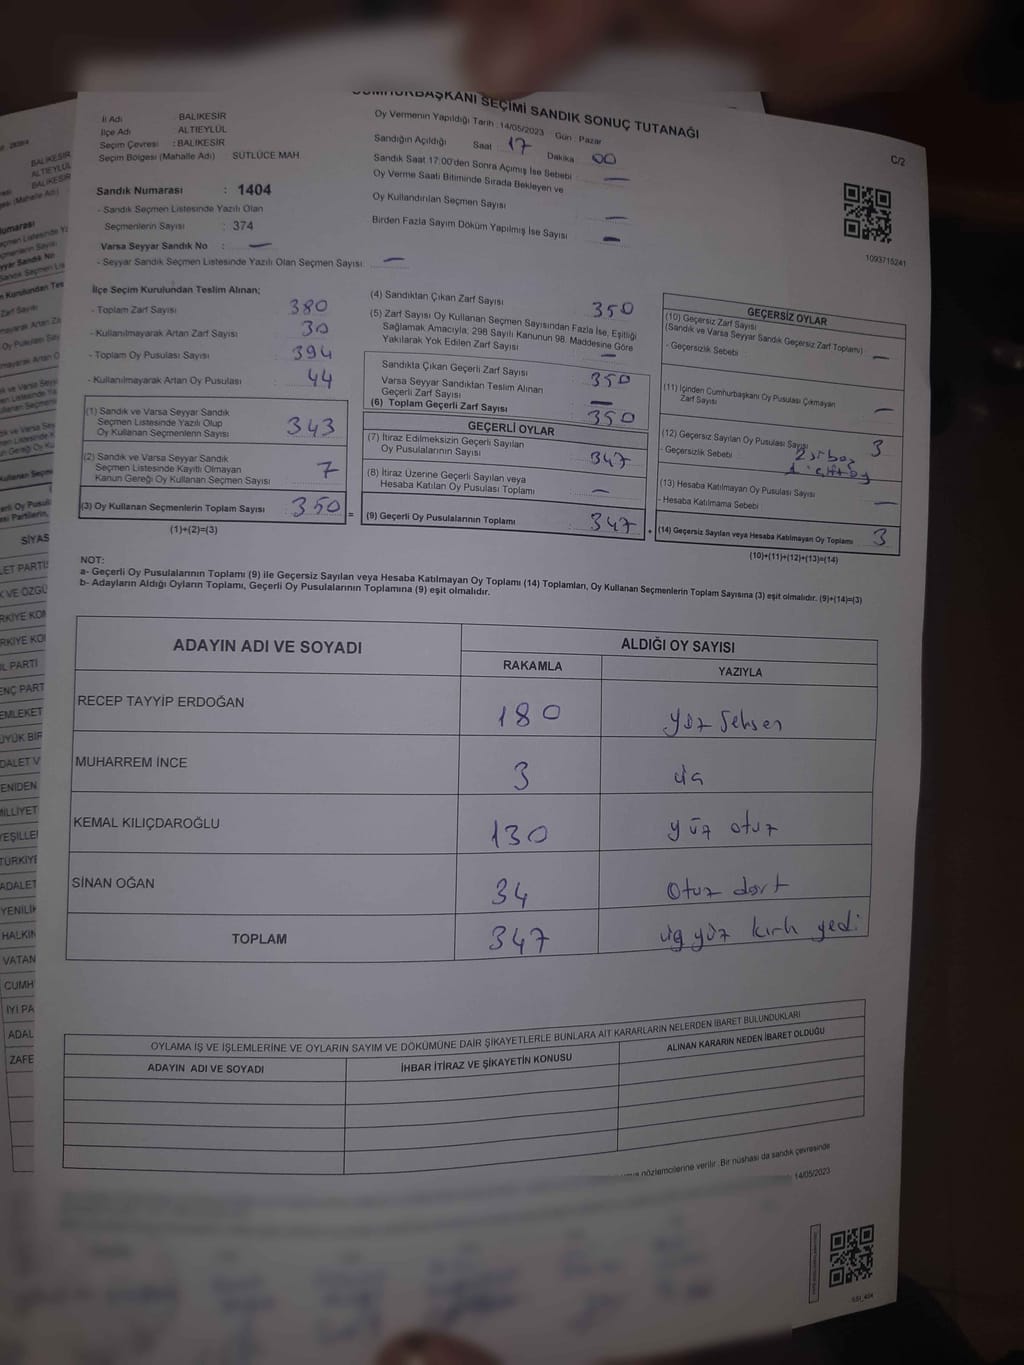 CUMHURBAŞKANI SEÇİMİ SANDIK SONUÇ TUTANAĞI
C/2
İl Adı : BALIKESİR
İlçe Adı : ALTIEYLÜL
Seçim Çevresi : BALIKESİR
Seçim Bölgesi (Mahalle Adı) : SÜTLÜCE MAH
Sandık Numarası : 1404
- Sandık Seçmen Listesinde Yazılı Olan
Seçmenlerin Sayısı : 374
Varsa Seyyar Sandık No : —
- Seyyar Sandık Seçmen Listesinde Yazılı Olan Seçmen Sayısı: —
Oy Vermenin Yapıldığı Tarih : 14/05/2023 Gün : Pazar
Sandığın Açıldığı Saat 17 Dakika 00
Sandık Saat 17:00'den Sonra Açılmış İse Sebebi —
Oy Verme Saati Bitiminde Sırada Bekleyen ve
Oy Kullandırılan Seçmen Sayısı —
Birden Fazla Sayım Döküm Yapılmış İse Sayısı —
1093715241
İlçe Seçim Kurulundan Teslim Alınan;
- Toplam Zarf Sayısı : 380
- Kullanılmayarak Artan Zarf Sayısı : 30
- Toplam Oy Pusulası Sayısı : 394
- Kullanılmayarak Artan Oy Pusulası : 44
(1) Sandık ve Varsa Seyyar Sandık
Seçmen Listesinde Yazılı Olup
Oy Kullanan Seçmenlerin Sayısı : 343
(2) Sandık ve Varsa Seyyar Sandık
Seçmen Listesinde Kayıtlı Olmayan
Kanun Gereği Oy Kullanan Seçmen Sayısı : 7
(3) Oy Kullanan Seçmenlerin Toplam Sayısı : 350 =
(1)+(2)=(3)
(4) Sandıktan Çıkan Zarf Sayısı 350
(5) Zarf Sayısı Oy Kullanan Seçmen Sayısından Fazla İse, Eşitliği
Sağlamak Amacıyla; 298 Sayılı Kanunun 98. Maddesine Göre
Yakılarak Yok Edilen Zarf Sayısı —
Sandıkta Çıkan Geçerli Zarf Sayısı : 350
Varsa Seyyar Sandıktan Teslim Alınan
Geçerli Zarf Sayısı : —
(6) Toplam Geçerli Zarf Sayısı : 350
GEÇERLİ OYLAR
(7) İtiraz Edilmeksizin Geçerli Sayılan
Oy Pusulalarının Sayısı : 347
(8) İtiraz Üzerine Geçerli Sayılan veya
Hesaba Katılan Oy Pusulası Toplamı : —
(9) Geçerli Oy Pusulalarının Toplamı : 347 +
GEÇERSİZ OYLAR
(10) Geçersiz Zarf Sayısı
(Sandık ve Varsa Seyyar Sandık Geçersiz Zarf Toplamı)
- Geçersizlik Sebebi : —
(11) İçinden Cumhurbaşkanı Oy Pusulası Çıkmayan
Zarf Sayısı : —
(12) Geçersiz Sayılan Oy Pusulası Sayısı 3
- Geçersizlik Sebebi
(13) Hesaba Katılmayan Oy Pusulası Sayısı
- Hesaba Katılmama Sebebi : —
(14) Geçersiz Sayılan veya Hesaba Katılmayan Oy Toplamı 3
(10)+(11)+(12)+(13)=(14)
NOT:
a- Geçerli Oy Pusulalarının Toplamı (9) ile Geçersiz Sayılan veya Hesaba Katılmayan Oy Toplamı (14) Toplamları, Oy Kullanan Seçmenlerin Toplam Sayısına (3) eşit olmalıdır. (9)+(14)=(3)
b- Adayların Aldığı Oyların Toplamı, Geçerli Oy Pusulalarının Toplamına (9) eşit olmalıdır.
ADAYIN ADI VE SOYADI
ALDIĞI OY SAYISI
RAKAMLA YAZIYLA
RECEP TAYYİP ERDOĞAN 180 yüz seksen
MUHARREM İNCE 3 üç
KEMAL KILIÇDAROĞLU 130 yüz otuz
SİNAN OĞAN 34 otuz dört
TOPLAM 347 üç yüz kırk yedi
OYLAMA İŞ VE İŞLEMLERİNE VE OYLARIN SAYIM VE DÖKÜMÜNE DAİR ŞİKAYETLERLE BUNLARA AİT KARARLARIN NELERDEN İBARET BULUNDUKLARI
ADAYIN ADI VE SOYADI İHBAR İTİRAZ VE ŞİKAYETİN KONUSU ALINAN KARARIN NEDEN İBARET OLDUĞU
verilir. Bir nüshası da sandık çevresinde
14/05/2023